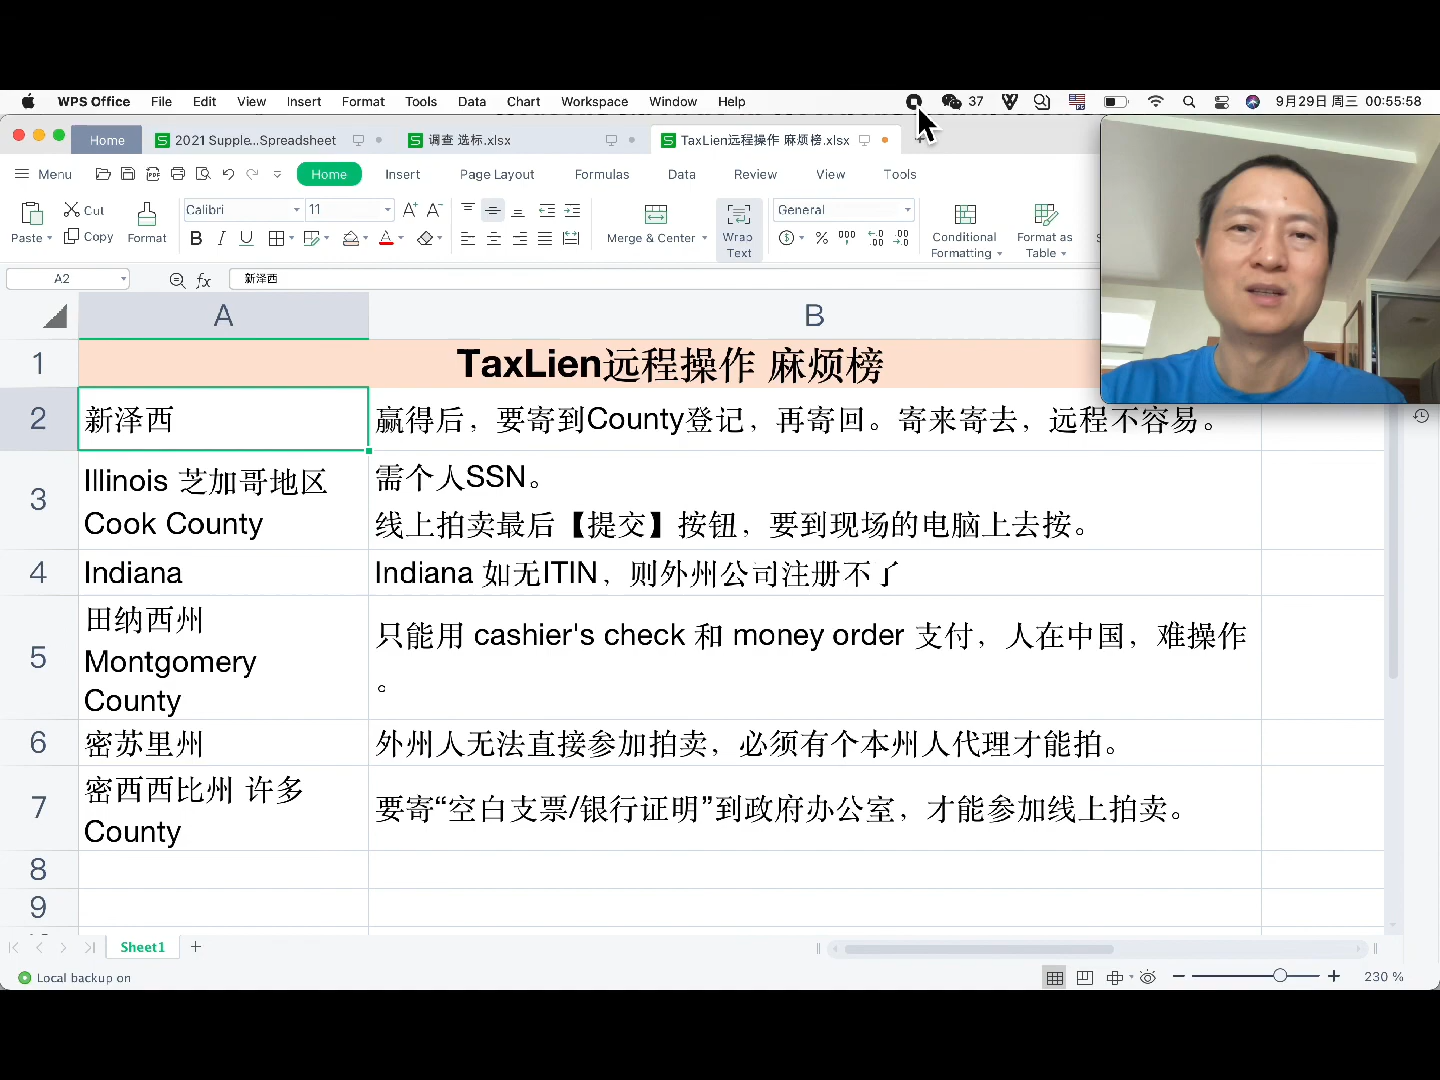 WPS Office File Edit View Insert Format Tools Data Chart Workspace Window Help 37 9月29日 周三 00:55:58
Home 2021 Supple...Spreadsheet 调查 选标.xlsx TaxLien远程操作 麻烦榜.xlsx
Menu Home Insert Page Layout Formulas Data Review View Tools
Paste Cut Copy Format Calibri 11 B I U A Merge & Center Wrap Text General Conditional Formatting Format as Table
A2 fx 新泽西
A B
1 TaxLien远程操作 麻烦榜
2 新泽西 赢得后，要寄到County登记，再寄回。寄来寄去，远程不容易。
3 Illinois 芝加哥地区 需个人SSN。
Cook County 线上拍卖最后【提交】按钮，要到现场的电脑上去按。
4 Indiana Indiana 如无ITIN，则外州公司注册不了
5 田纳西州
Montgomery
County
只能用 cashier's check 和 money order 支付，人在中国，难操作
。
6 密苏里州 外州人无法直接参加拍卖，必须有个本州人代理才能拍。
7 密西西比州 许多
County
要寄“空白支票/银行证明”到政府办公室，才能参加线上拍卖。
8
9
Sheet1
Local backup on 230 %